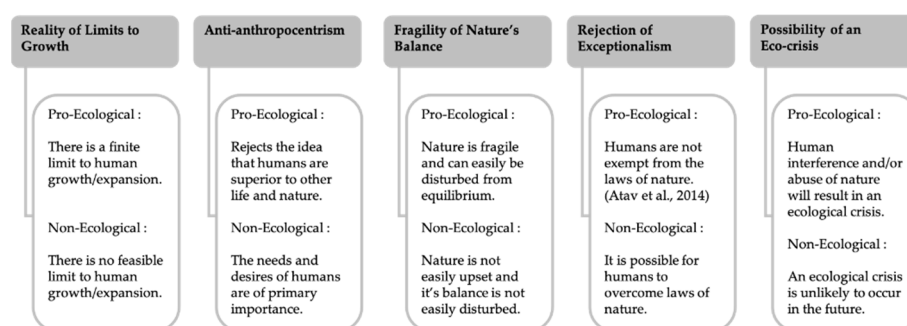 Reality of Limits to
Growth
Pro-Ecological :
There is a finite
limit to human
growth/expansion.
Non-Ecological :
There is no feasible
limit to human
growth/expansion.
Anti-anthropocentrism
Pro-Ecological :
Rejects the idea
that humans are
superior to other
life and nature.
Non-Ecological :
The needs and
desires of humans
are of primary
importance.
Fragility of Nature's
Balance
Pro-Ecological :
Nature is fragile
and can easily be
disturbed from
equilibrium.
Non-Ecological :
Nature is not
easily upset and
it's balance is not
easily disturbed.
Rejection of
Exceptionalism
Pro-Ecological :
Humans are not
exempt from the
laws of nature.
(Atav et al., 2014)
Non-Ecological :
It is possible for
humans to
overcome laws of
nature.
Possibility of an
Eco-crisis
Pro-Ecological :
Human
interference and/or
abuse of nature
will result in an
ecological crisis.
Non-Ecological :
An ecological crisis
is unlikely to occur
in the future.